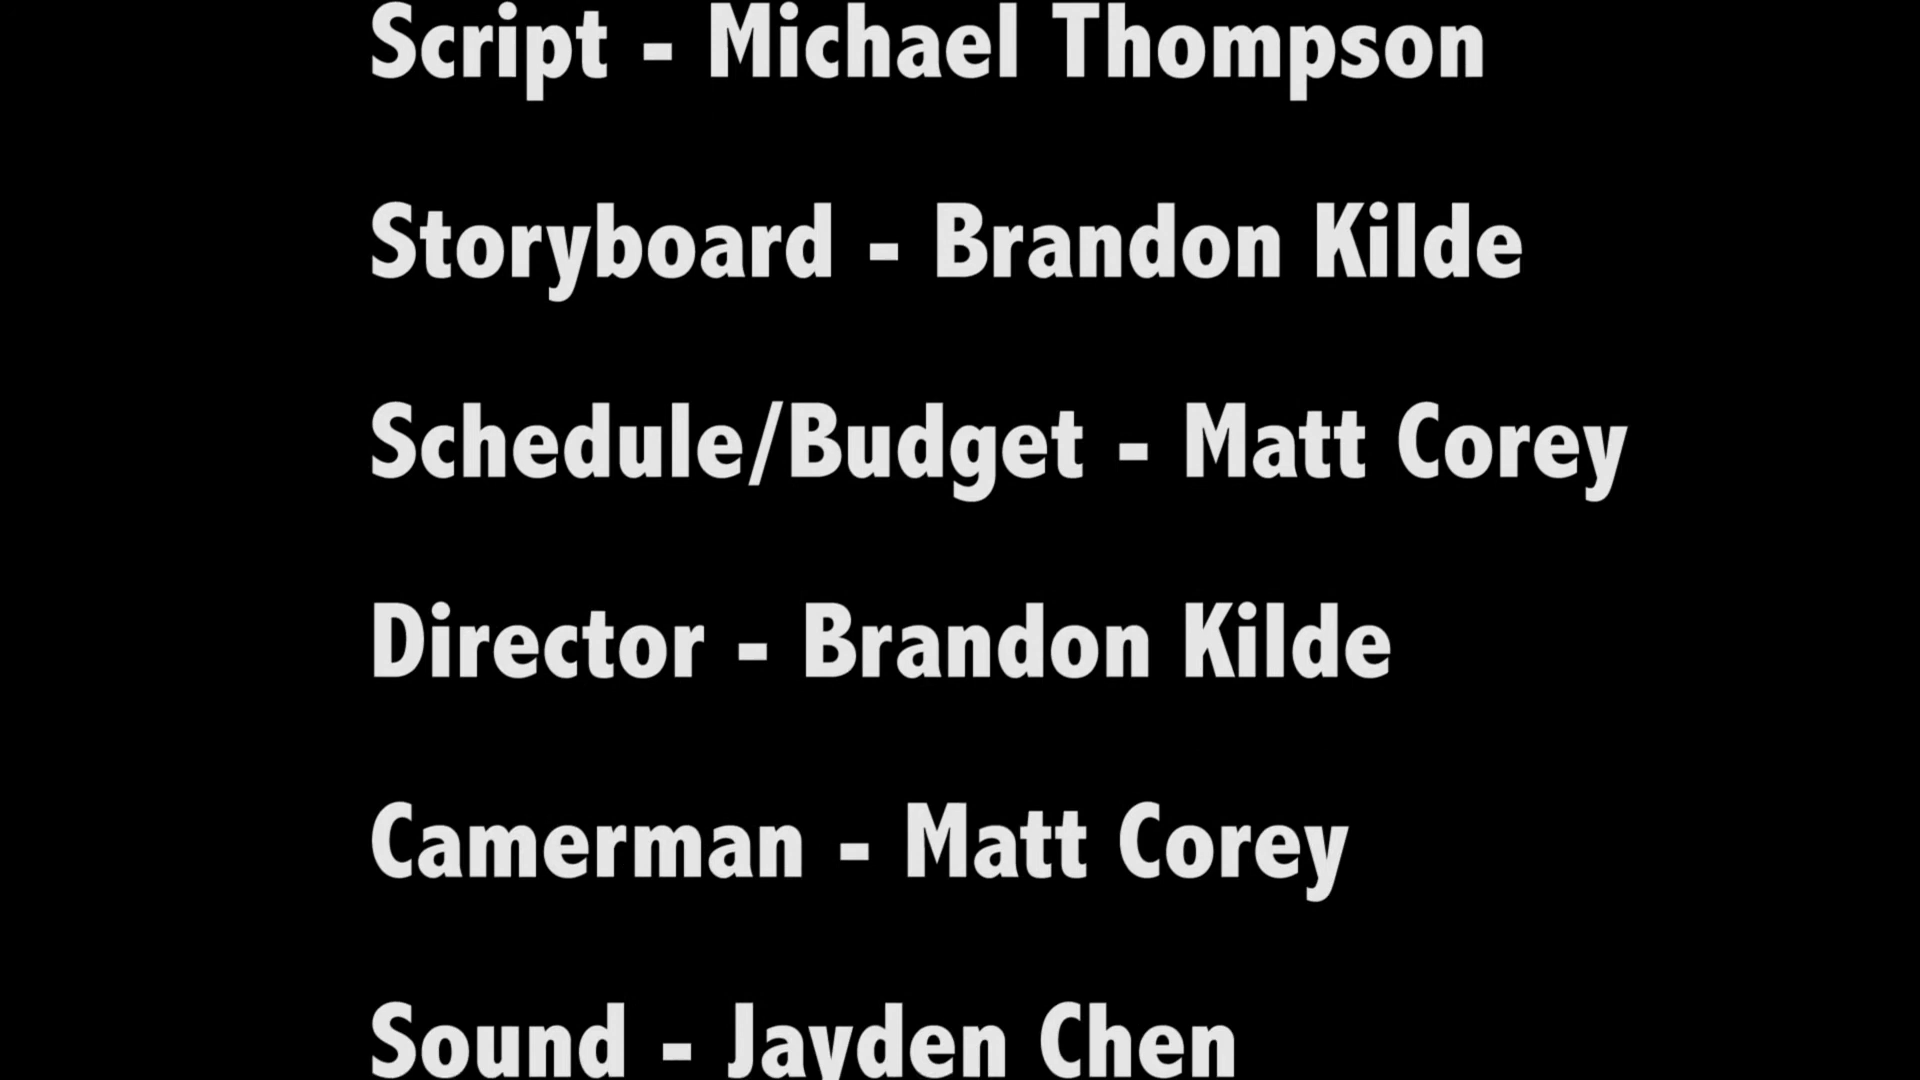 Script - Michael Thompson
Storyboard - Brandon Kilde
Schedule/Budget - Matt Corey
Director - Brandon Kilde
Camerman - Matt Corey
Sound - Jayden Chen